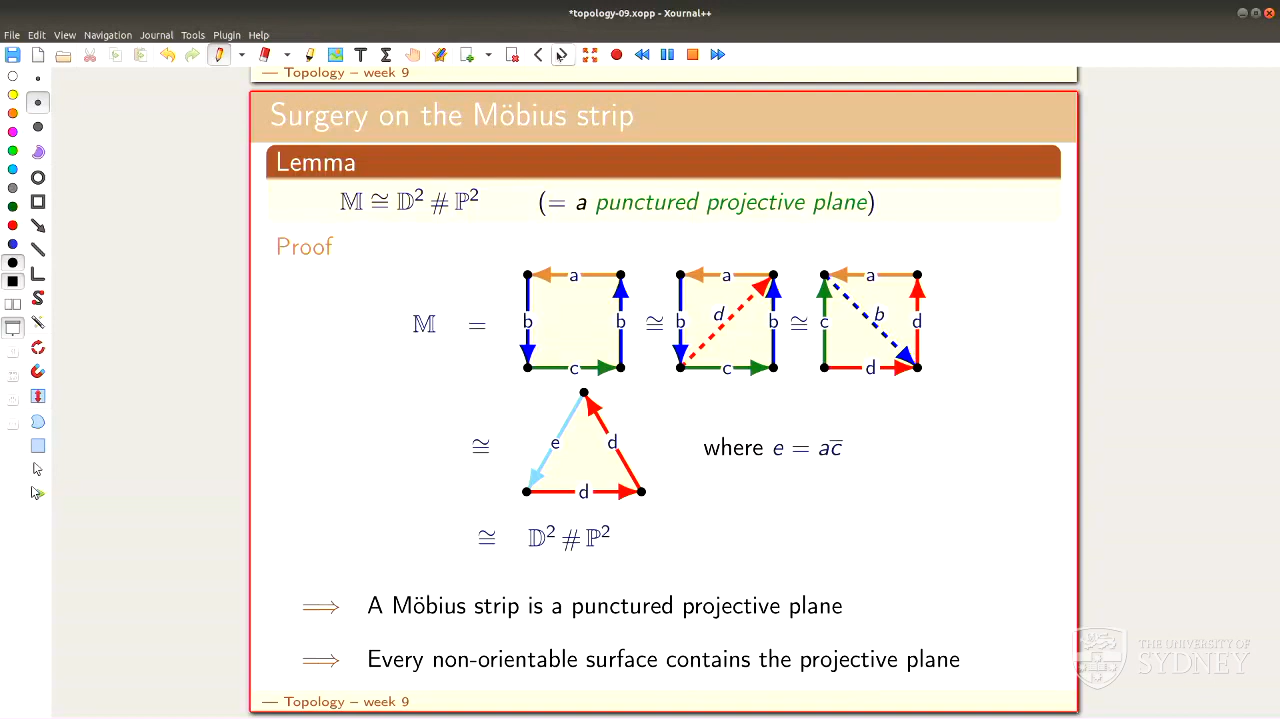 *topology-09.xopp - Xournal++
File Edit View Navigation Journal Tools Plugin Help
— Topology – week 9
Surgery on the Möbius strip
Lemma
𝕄 ≅ 𝔻² # ℙ² (= a punctured projective plane)
Proof
a a a
𝕄 = b b ≅ b d b ≅ c b d
c c d
≅ e d where e = ac̅
d
≅ 𝔻² # ℙ²
⟹ A Möbius strip is a punctured projective plane
⟹ Every non-orientable surface contains the projective plane
THE UNIVERSITY OF
SYDNEY
— Topology – week 9